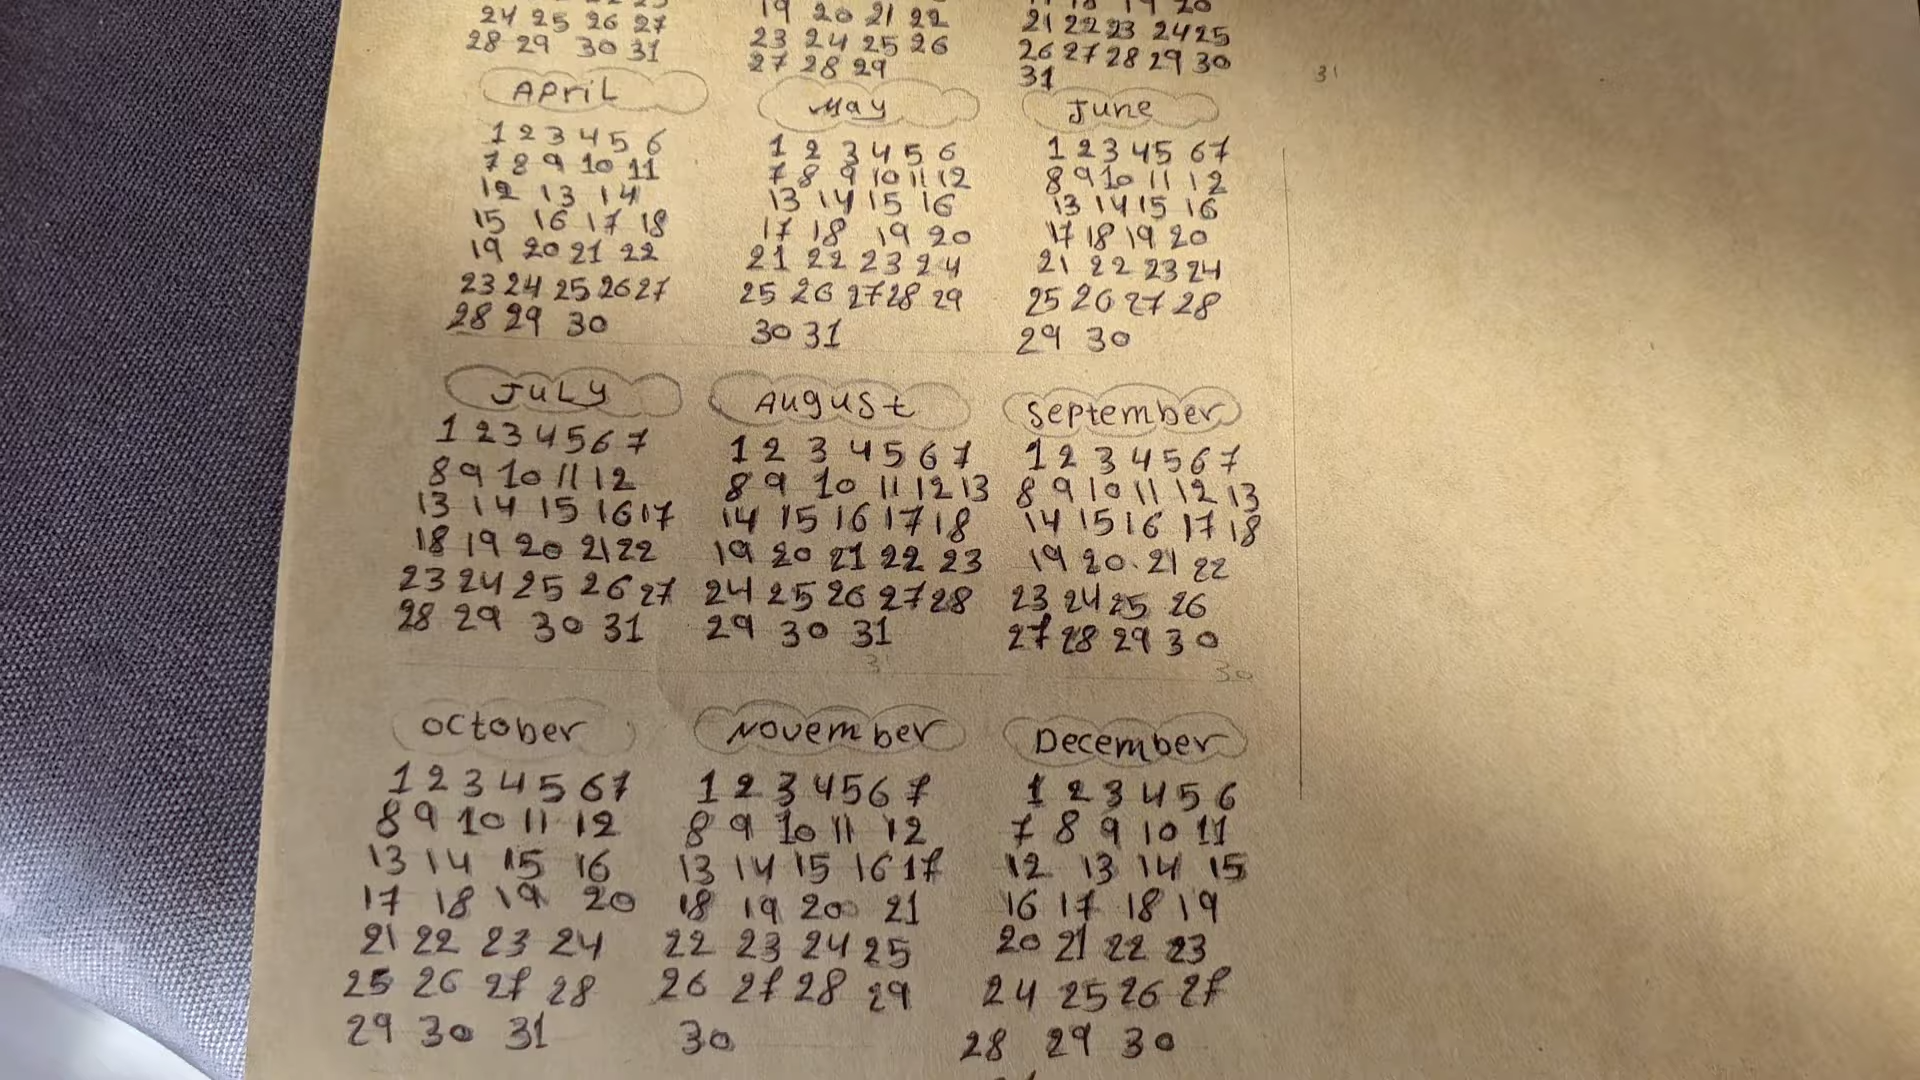 24 25 26 27
28 29 30 31
19 20 21 22
23 24 25 26
27 28 29
19 20
21 22 23 24 25
26 27 28 29 30
31
31
April
1 2 3 4 5 6
7 8 9 10 11
12 13 14
15 16 17 18
19 20 21 22
23 24 25 26 27
28 29 30
May
1 2 3 4 5 6
7 8 9 10 11 12
13 14 15 16
17 18 19 20
21 22 23 24
25 26 27 28 29
30 31
June
1 2 3 4 5 6 7
8 9 10 11 12
13 14 15 16
17 18 19 20
21 22 23 24
25 26 27 28
29 30
JULY
1 2 3 4 5 6 7
8 9 10 11 12
13 14 15 16 17
18 19 20 21 22
23 24 25 26 27
28 29 30 31
August
1 2 3 4 5 6 7
8 9 10 11 12 13
14 15 16 17 18
19 20 21 22 23
24 25 26 27 28
29 30 31
3
September
1 2 3 4 5 6 7
8 9 10 11 12 13
14 15 16 17 18
19 20 21 22
23 24 25 26
27 28 29 30
30
October
1 2 3 4 5 6 7
8 9 10 11 12
13 14 15 16
17 18 19 20
21 22 23 24
25 26 27 28
29 30 31
November
1 2 3 4 5 6 7
8 9 10 11 12
13 14 15 16 17
18 19 20 21
22 23 24 25
26 27 28 29
30
December
1 2 3 4 5 6
7 8 9 10 11
12 13 14 15
16 17 18 19
20 21 22 23
24 25 26 27
28 29 30